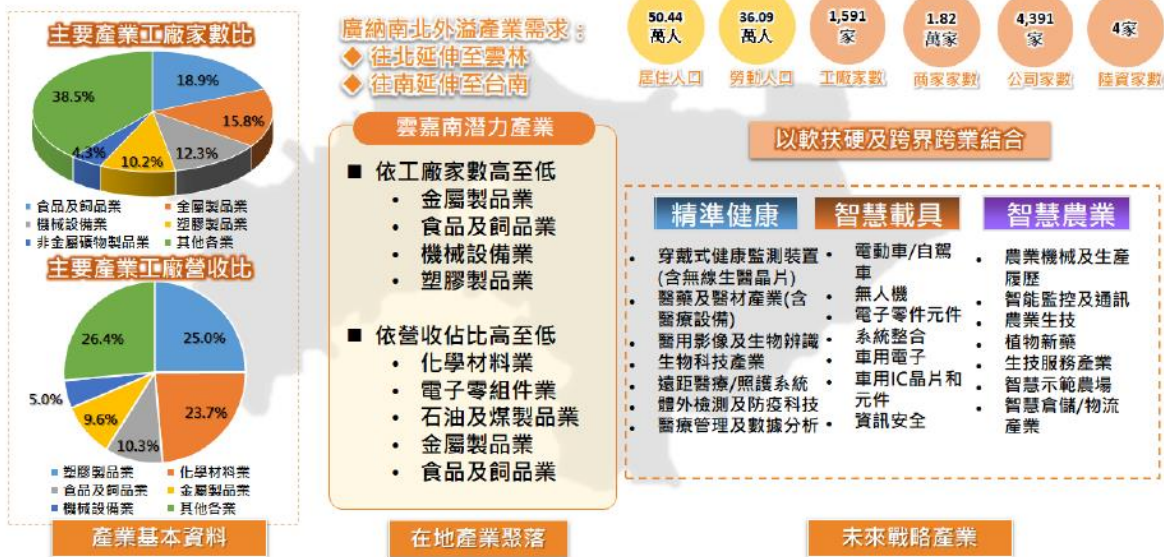 主要產業工廠家數比
18.9%
15.8%
12.3%
10.2%
4.3%
38.5%
食品及飼品業
金屬製品業
機械設備業
塑膠製品業
非金屬礦物製品業
其他各業
主要產業工廠營收比
25.0%
23.7%
10.3%
9.6%
5.0%
26.4%
塑膠製品業
化學材料業
食品及飼品業
金屬製品業
機械設備業
其他各業
產業基本資料
廣納南北外溢產業需求：
◆ 往北延伸至雲林
◆ 往南延伸至台南
雲嘉南潛力產業
■ 依工廠家數高至低
• 金屬製品業
• 食品及飼品業
• 機械設備業
• 塑膠製品業
■ 依營收佔比高至低
• 化學材料業
• 電子零組件業
• 石油及煤製品業
• 金屬製品業
• 食品及飼品業
在地產業聚落
50.44
萬人
居住人口
36.09
萬人
勞動人口
1,591
家
工廠家數
1.82
萬家
商家家數
4,391
家
公司家數
4家
陸資家數
以軟扶硬及跨界跨業結合
精準健康
• 穿戴式健康監測裝置
(含無線生醫晶片)
• 醫藥及醫材產業(含
醫療設備)
• 醫用影像及生物辨識
• 生物科技產業
• 遠距醫療/照護系統
• 體外檢測及防疫科技
• 醫療管理及數據分析
智慧載具
• 電動車/自駕
車
• 無人機
• 電子零件元件
系統整合
• 車用電子
• 車用IC晶片和
元件
• 資訊安全
智慧農業
• 農業機械及生產
履歷
• 智能監控及通訊
• 農業生技
• 植物新藥
• 生技服務產業
• 智慧示範農場
• 智慧倉儲/物流
產業
未來戰略產業